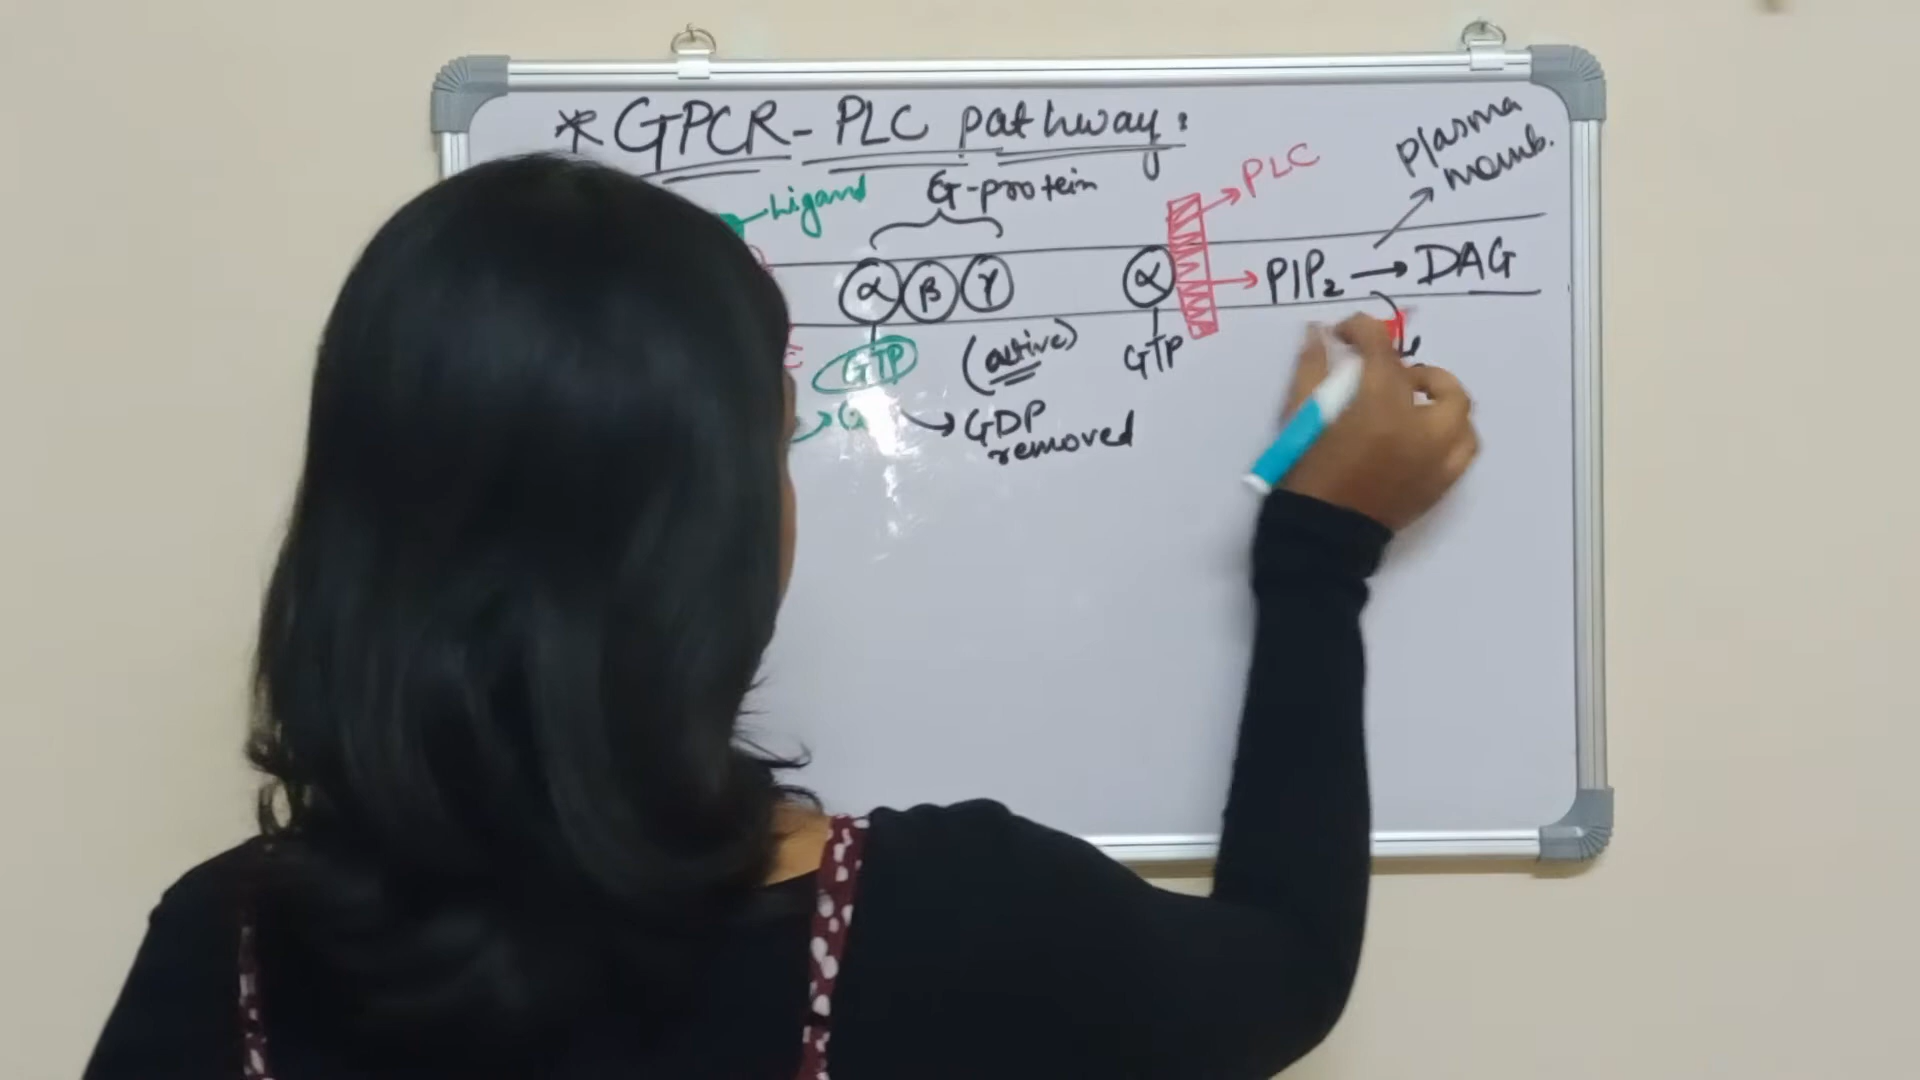 * GPCR - PLC pathway:
Ligand
G-protein
PLC
Plasma
memb.
α β γ
α
PIP₂ → DAG
GTP
(active)
GTP
GDP
removed